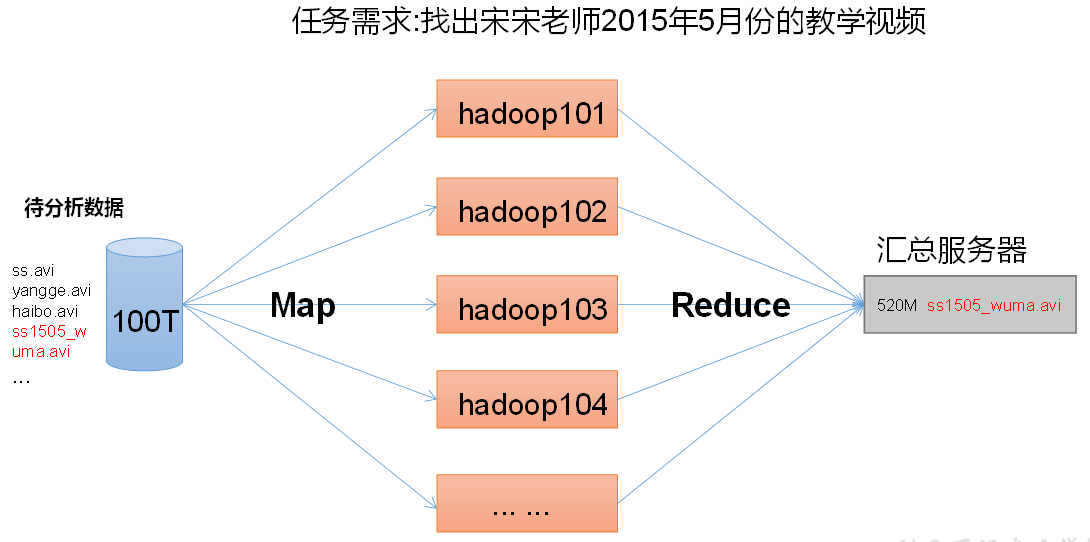 任务需求:找出宋宋老师2015年5月份的教学视频
待分析数据
ss.avi
yangge.avi
haibo.avi
ss1505_w
uma.avi
...
100T
Map
hadoop101
hadoop102
hadoop103
hadoop104
... ...
Reduce
汇总服务器
520M ss1505_wuma.avi